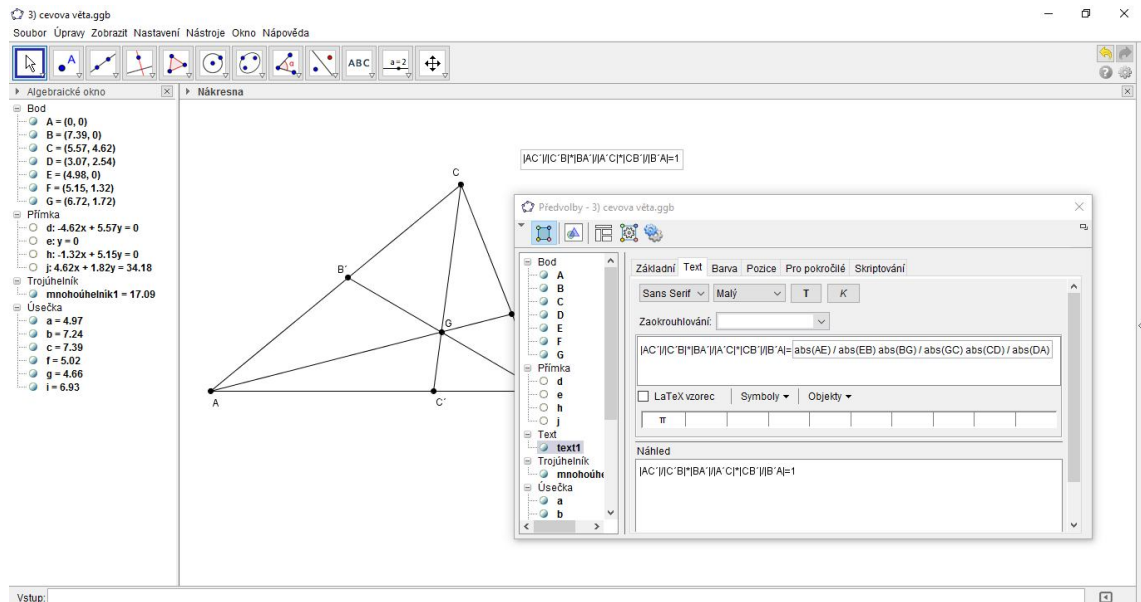 3) cevova věta.ggb
Soubor Úpravy Zobrazit Nastavení Nástroje Okno Nápověda
A
α
ABC
a=2
Algebraické okno
Nákresna
Bod
A = (0, 0)
B = (7.39, 0)
C = (5.57, 4.62)
D = (3.07, 2.54)
E = (4.98, 0)
F = (5.15, 1.32)
G = (6.72, 1.72)
Přímka
d: -4.62x + 5.57y = 0
e: y = 0
h: -1.32x + 5.15y = 0
j: 4.62x + 1.82y = 34.18
Trojúhelník
mnohoúhelnik1 = 17.09
Úsečka
a = 4.97
b = 7.24
c = 7.39
f = 5.02
g = 4.66
i = 6.93
|AC´|/|C´B|*|BA´|/|A´C|*|CB´|/|B´A|=1
C
B´
G
A
C´
Předvolby - 3) cevova věta.ggb
Bod
A
B
C
D
E
F
G
Přímka
d
e
h
j
Text
text1
Trojúhelník
mnohoúhe
Úsečka
a
b
Základní Text Barva Pozice Pro pokročilé Skriptování
Sans Serif Malý T K
Zaokrouhlování:
|AC´|/|C´B|*|BA´|/|A´C|*|CB´|/|B´A|= abs(AE) / abs(EB) abs(BG) / abs(GC) abs(CD) / abs(DA)
LaTeX vzorec Symboly Objekty
π
Náhled
|AC´|/|C´B|*|BA´|/|A´C|*|CB´|/|B´A|=1
Vstup: